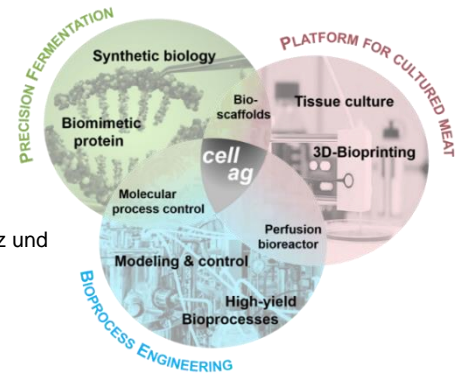 PRECISION FERMENTATION
PLATFORM FOR CULTURED MEAT
Synthetic biology
Biomimetic
protein
Bio-
scaffolds
Tissue culture
3D-Bioprinting
cell
ag
Molecular
process control
Perfusion
bioreactor
z und
Modeling & control
High-yield
Bioprocesses
BIOPROCESS ENGINEERING